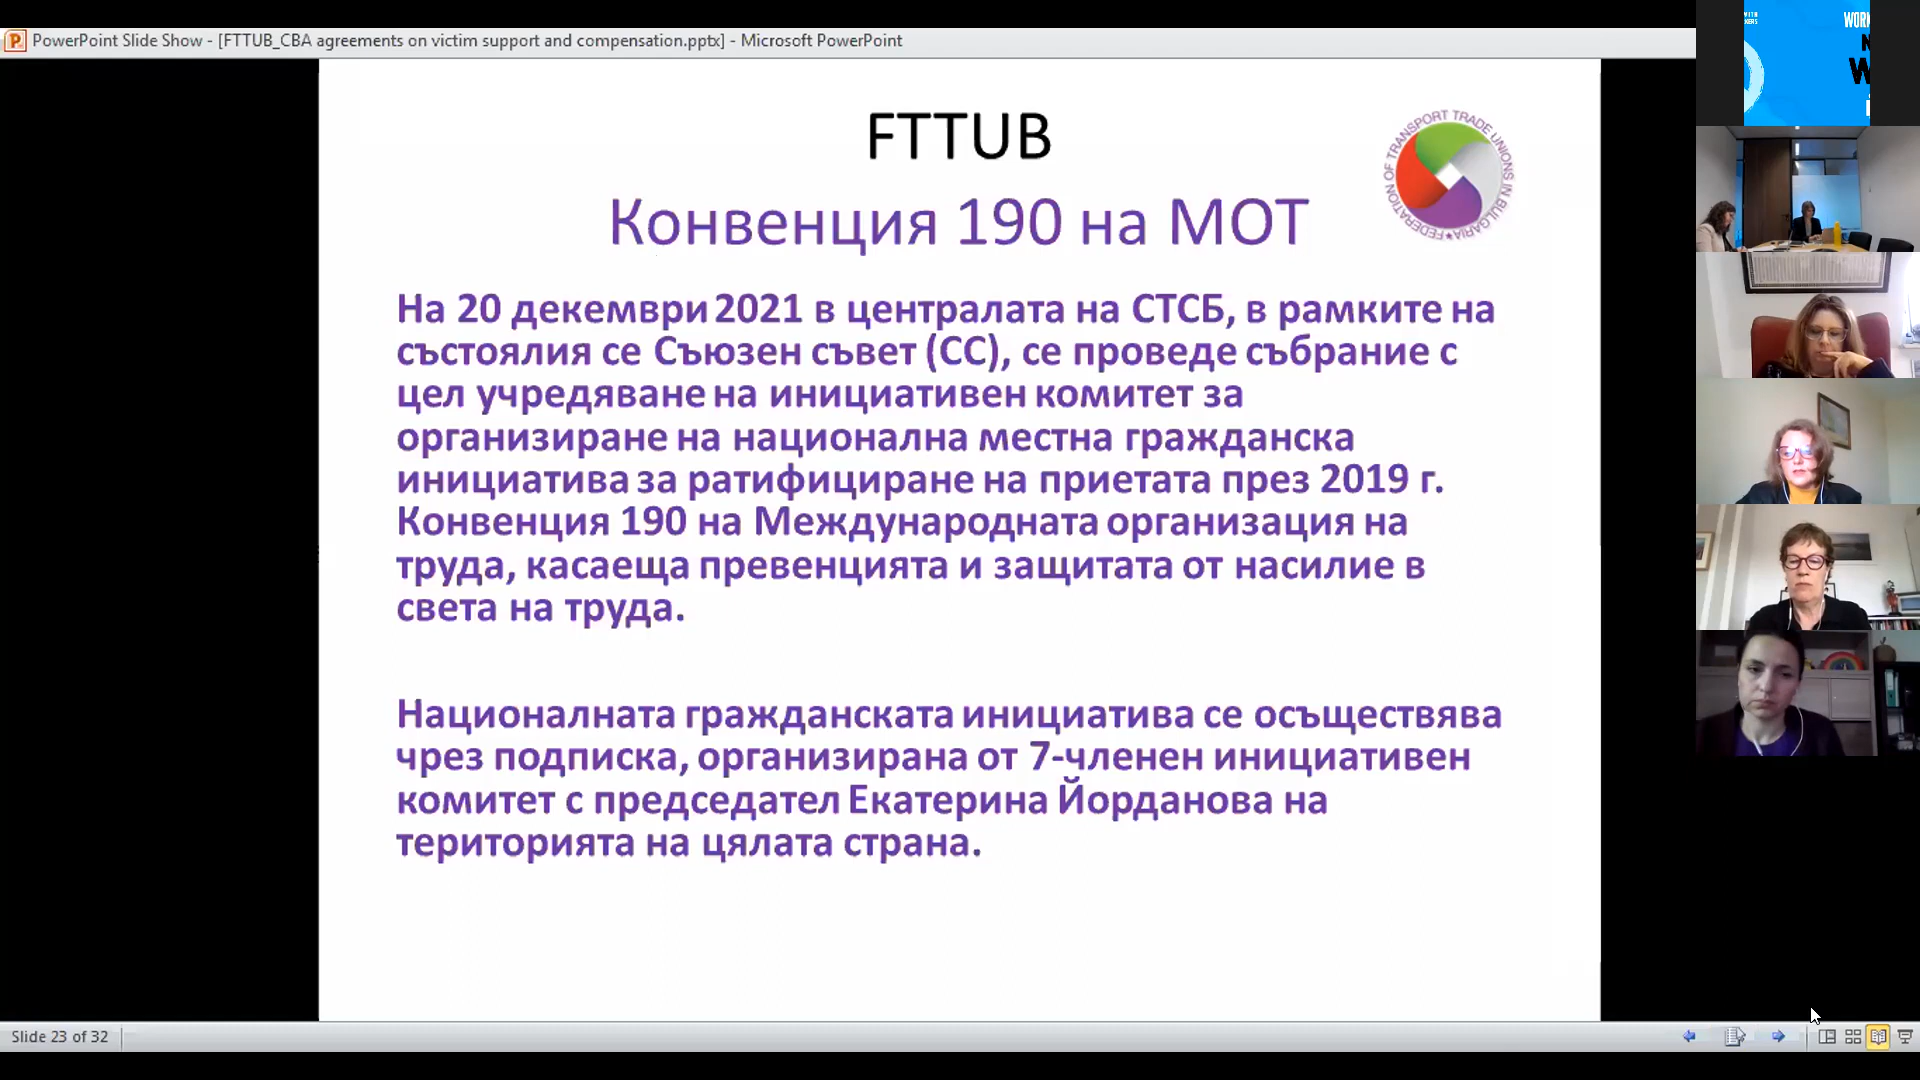 PowerPoint Slide Show - [FTTUB_CBA agreements on victim support and compensation.pptx] - Microsoft PowerPoint
FTTUB
Конвенция 190 на МОТ
FEDERATION OF TRANSPORT TRADE UNIONS IN BULGARIA
На 20 декември 2021 в централата на СТСБ, в рамките на
състоялия се Съюзен съвет (СС), се проведе събрание с
цел учредяване на инициативен комитет за
организиране на национална местна гражданска
инициатива за ратифициране на приетата през 2019 г.
Конвенция 190 на Международната организация на
труда, касаеща превенцията и защитата от насилие в
света на труда.
Националната гражданската инициатива се осъществява
чрез подписка, организирана от 7-членен инициативен
комитет с председател Екатерина Йорданова на
територията на цялата страна.
Slide 23 of 32
WORK